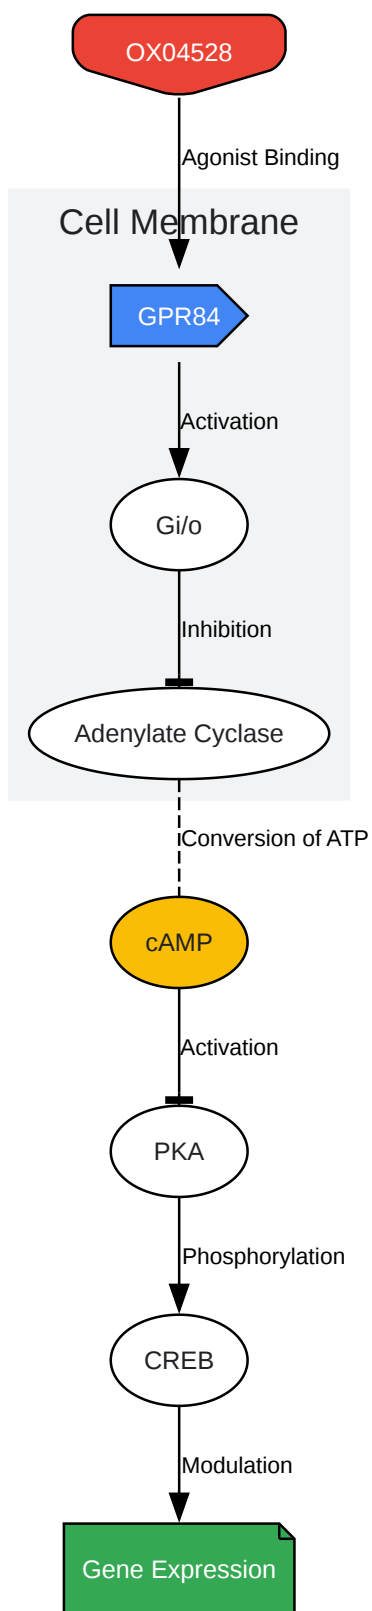 OX04528
Agonist Binding
Cell Membrane
GPR84
Activation
Gi/o
Inhibition
Adenylate Cyclase
Conversion of ATP
cAMP
Activation
PKA
Phosphorylation
CREB
Modulation
Gene Expression